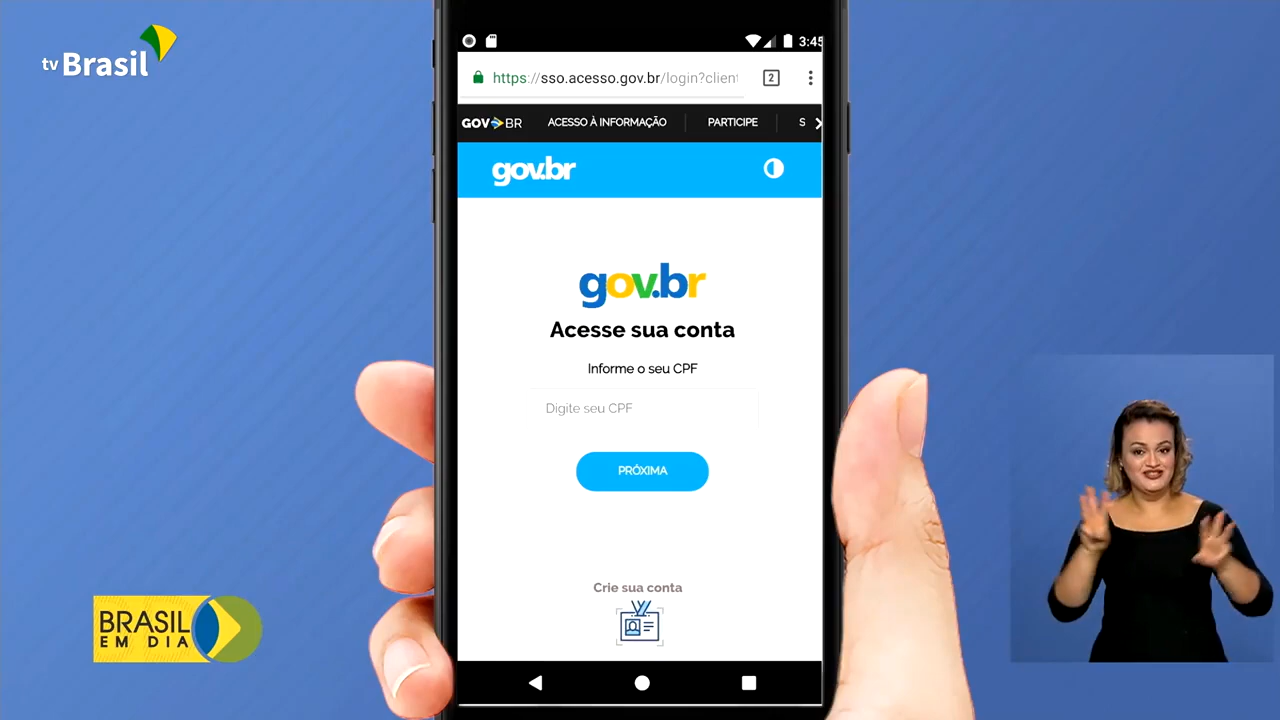 tv Brasil
3:45
https://sso.acesso.gov.br/login?client
2
GOV BR
ACESSO À INFORMAÇÃO
PARTICIPE
S
gov.br
gov.br
Acesse sua conta
Informe o seu CPF
Digite seu CPF
PRÓXIMA
Crie sua conta
BRASIL
EM DIA